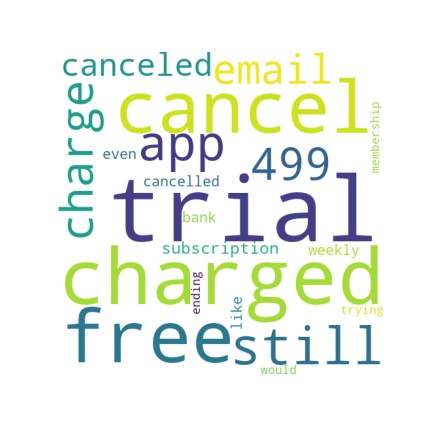 canceled
email
cancel
charge
membership
app
499
even
cancelled
trial
bank
subscription
weekly
charged
ending
like
trying
free
still
would